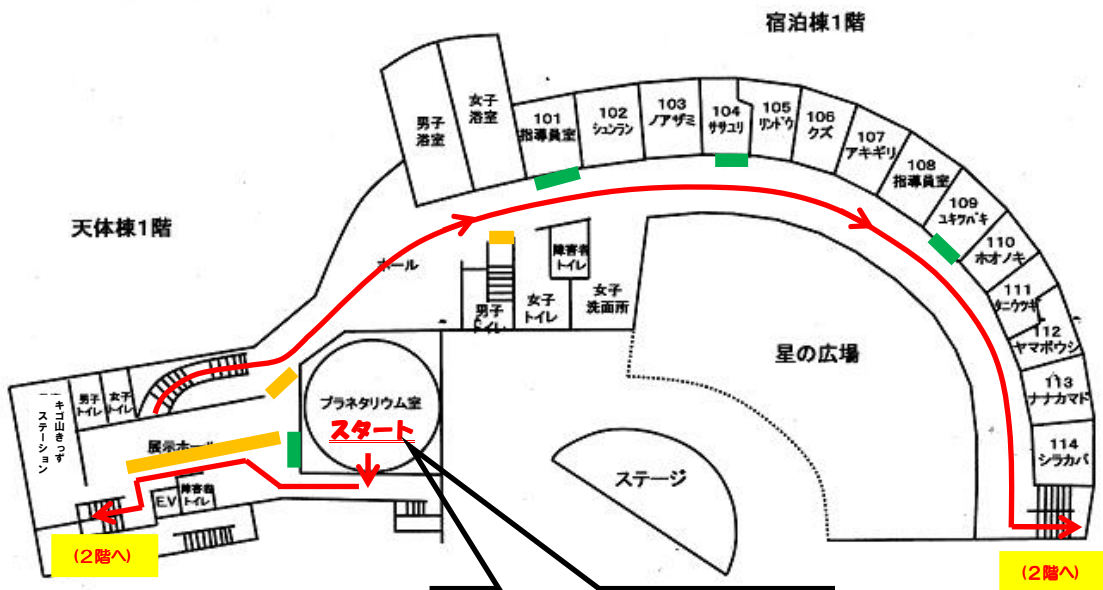 宿泊棟1階
天体棟1階
男子
浴室
女子
浴室
101
指導員室
102
シュンラン
103
ノアザミ
104
ササユリ
105
リンドウ
106
クズ
107
アキギリ
108
指導員室
109
ユキツバキ
110
ホオノキ
111
タニウツギ
112
ヤマボウシ
113
ナナカマド
114
シラカバ
ホール
男子
トイレ
女子
トイレ
障害者
トイレ
女子
洗面所
星の広場
ステージ
プラネタリウム室
スタート
キゴ山きっず
ステーション
男子
トイレ
女子
トイレ
展示ホール
EV
障害者
トイレ
(2階へ)
(2階へ)